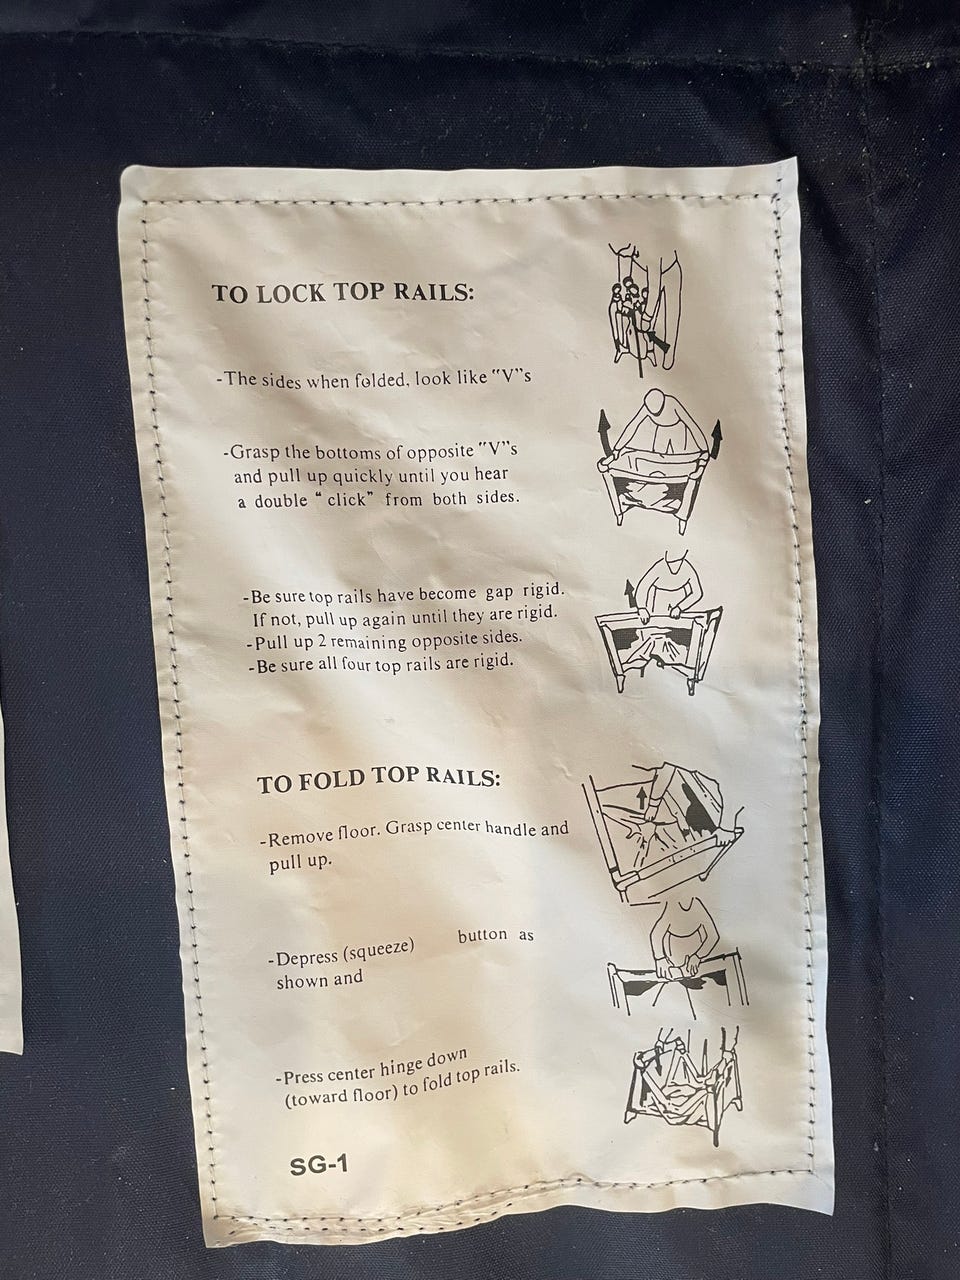 TO LOCK TOP RAILS:
-The sides when folded, look like "V"s
-Grasp the bottoms of opposite "V"s
and pull up quickly until you hear
a double “ click” from both sides.
-Be sure top rails have become gap rigid.
If not, pull up again until they are rigid.
-Pull up 2 remaining opposite sides.
-Be sure all four top rails are rigid.
TO FOLD TOP RAILS:
-Remove floor. Grasp center handle and
pull up.
-Depress (squeeze) button as
shown and
-Press center hinge down
(toward floor) to fold top rails.
SG-1